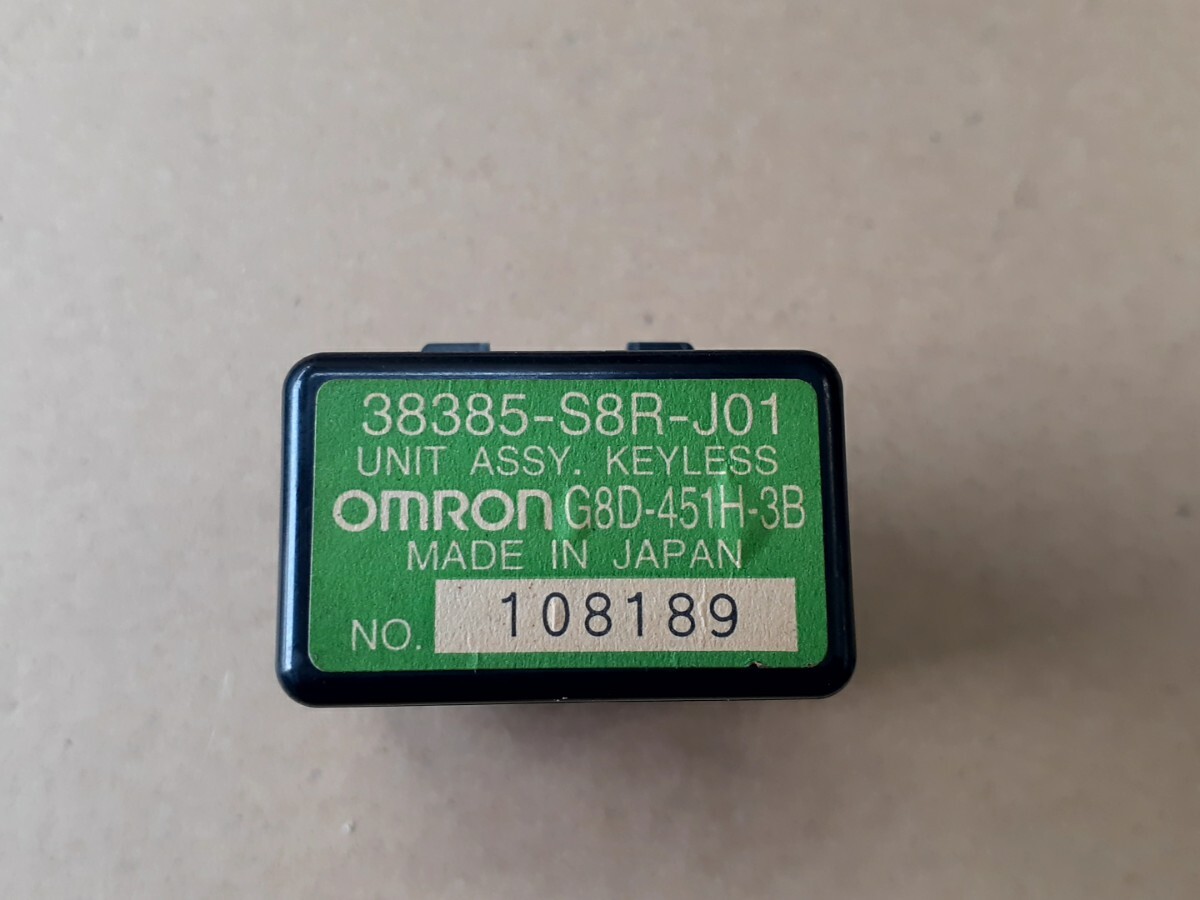 38385-S8R-J01
UNIT ASSY. KEYLESS
OMRON G8D-451H-3B
MADE IN JAPAN
NO. 108189